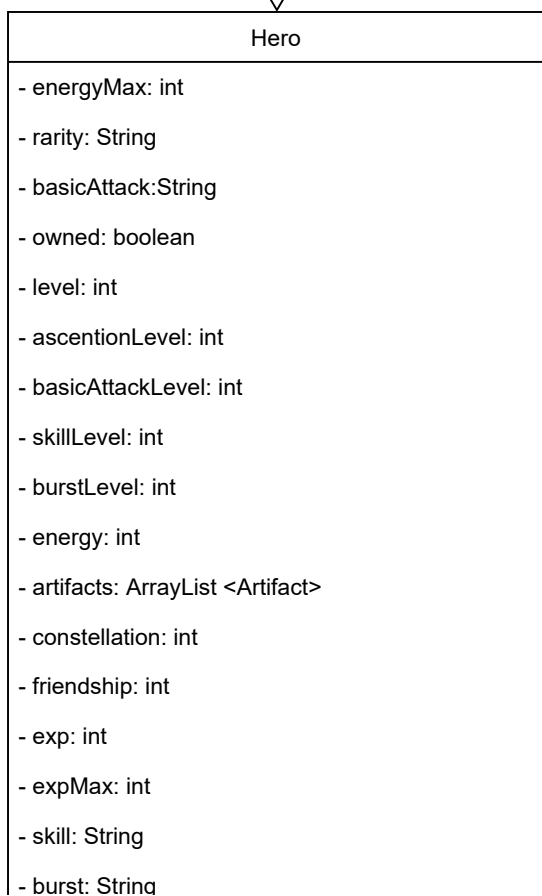 Hero
- energyMax: int
- rarity: String
- basicAttack:String
- owned: boolean
- level: int
- ascentionLevel: int
- basicAttackLevel: int
- skillLevel: int
- burstLevel: int
- energy: int
- artifacts: ArrayList <Artifact>
- constellation: int
- friendship: int
- exp: int
- expMax: int
- skill: String
- burst: String